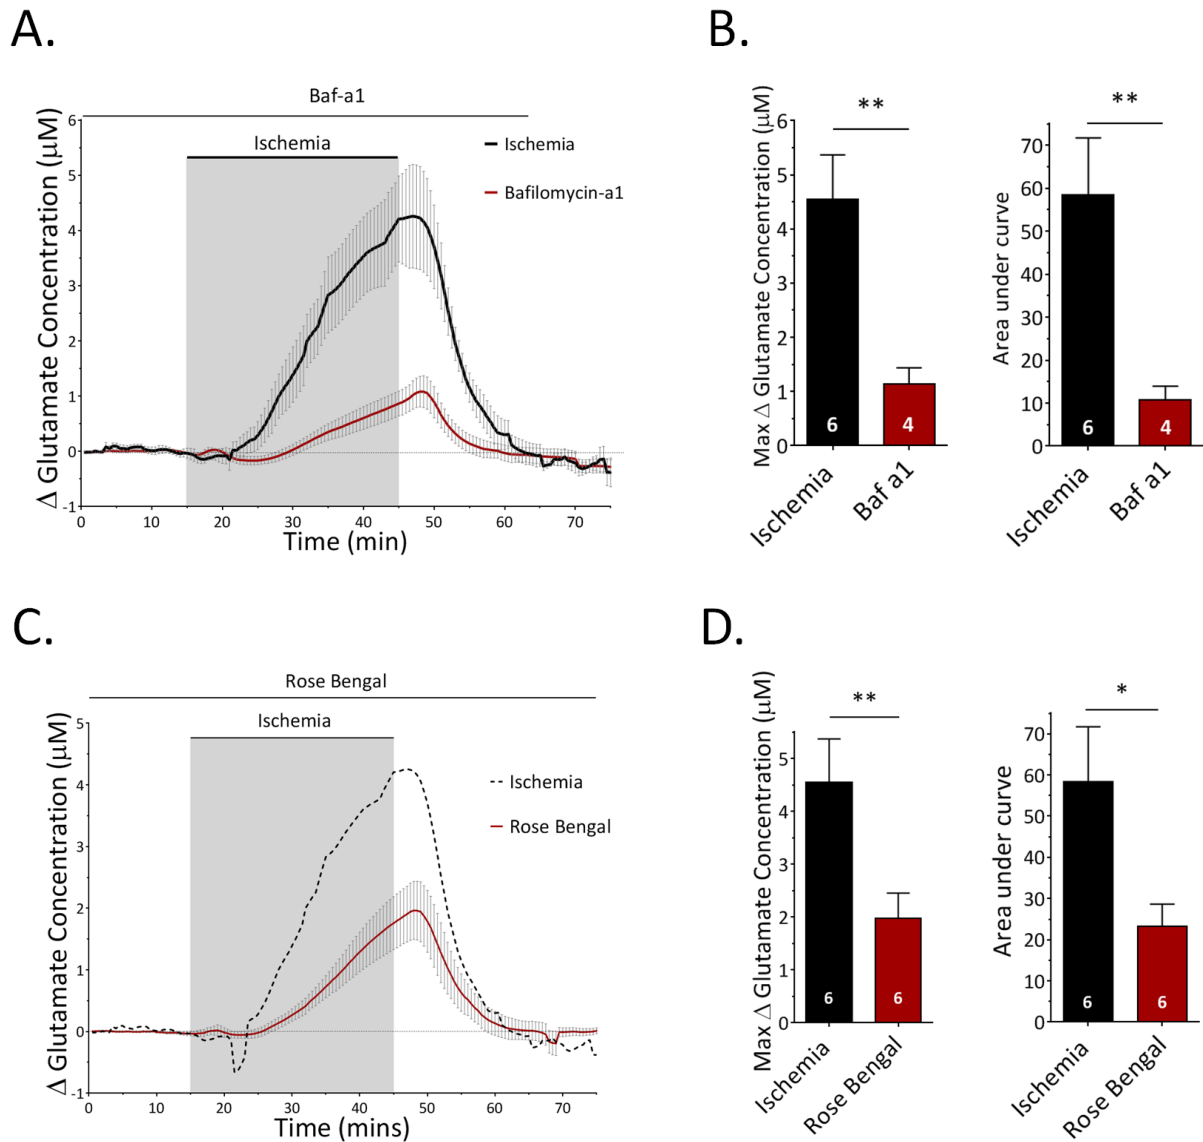 A.
Baf-a1
Ischemia
Ischemia
Bafilomycin-a1
Δ Glutamate Concentration (μM)
6
5
4
3
2
1
0
-1
0 10 20 30 40 50 60 70
Time (min)
B.
**
Max Δ Glutamate Concentration (μM)
6
5
4
3
2
1
0
6 4
Ischemia
Baf a1
**
Area under curve
70
60
50
40
30
20
10
0
6 4
Ischemia
Baf a1
C.
Rose Bengal
Ischemia
Ischemia
Rose Bengal
Δ Glutamate Concentration (μM)
5
4
3
2
1
0
-1
0 10 20 30 40 50 60 70
Time (mins)
D.
**
Max Δ Glutamate Concentration (μM)
5
4
3
2
1
0
6 6
Ischemia
Rose Bengal
*
Area under curve
70
60
50
40
30
20
10
0
6 6
Ischemia
Rose Bengal